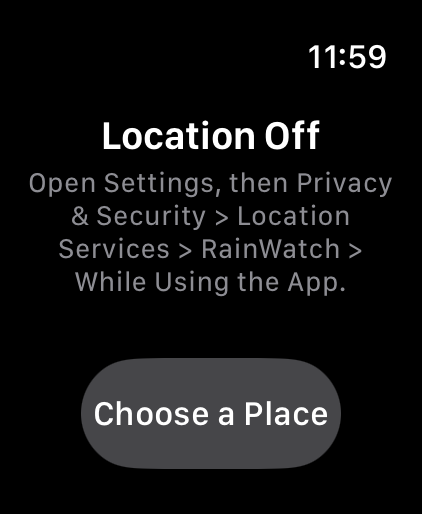 11:59
Location Off
Open Settings, then Privacy
& Security > Location
Services > RainWatch >
While Using the App.
Choose a Place